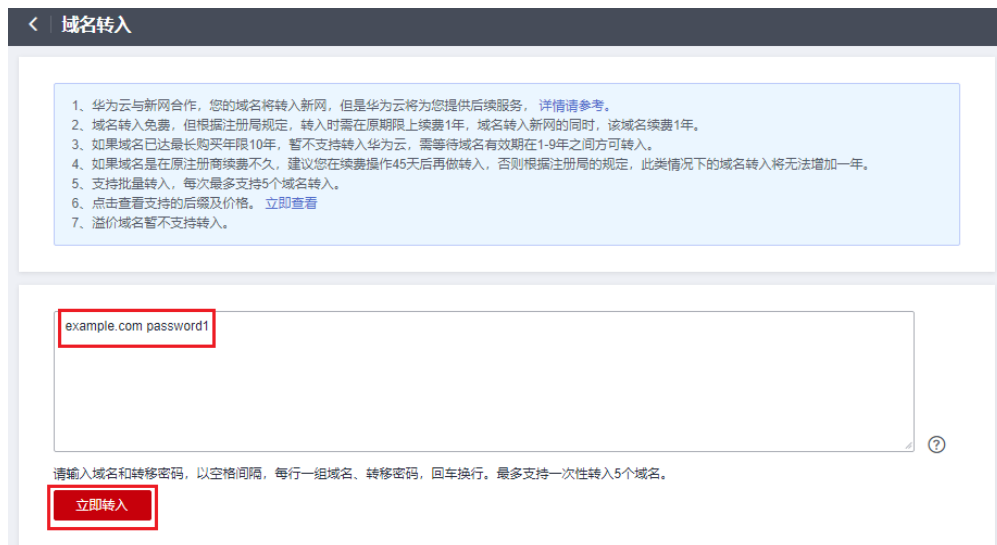 域名转入
1、华为云与新网合作，您的域名将转入新网，但是华为云将为您提供后续服务， 详情请参考。
2、域名转入免费，但根据注册局规定，转入时需在原期限上续费1年，域名转入新网的同时，该域名续费1年。
3、如果域名已达最长购买年限10年，暂不支持转入华为云，需等待域名有效期在1-9年之间方可转入。
4、如果域名是在原注册商续费不久，建议您在续费操作45天后再做转入，否则根据注册局的规定，此类情况下的域名转入将无法增加一年。
5、支持批量转入，每次最多支持5个域名转入。
6、点击查看支持的后缀及价格。 立即查看
7、溢价域名暂不支持转入。
example.com password1
请输入域名和转移密码，以空格间隔，每行一组域名、转移密码，回车换行。最多支持一次性转入5个域名。
立即转入